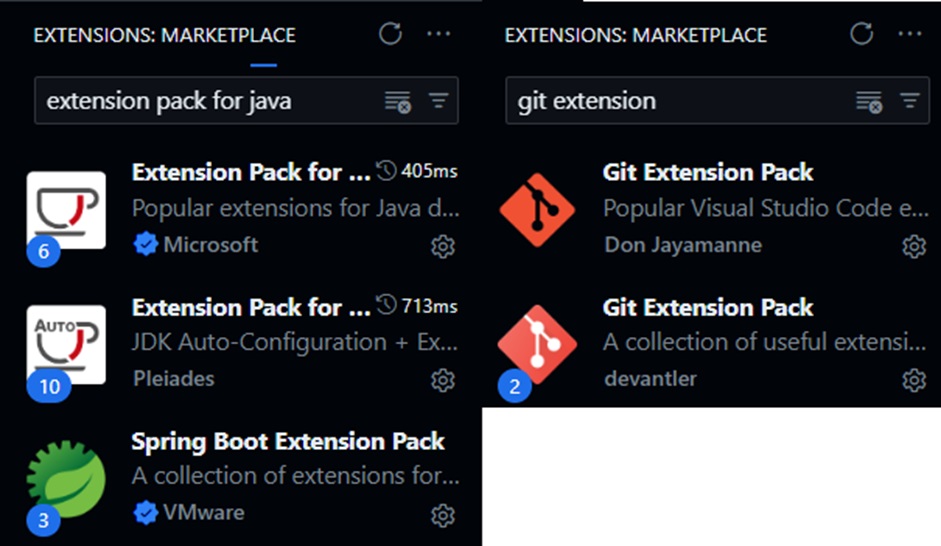 EXTENSIONS: MARKETPLACE
extension pack for java
Extension Pack for ... 405ms
Popular extensions for Java d...
Microsoft
6
Extension Pack for ... 713ms
AUTO
JDK Auto-Configuration + Ex...
Pleiades
10
Spring Boot Extension Pack
A collection of extensions for...
VMware
3
EXTENSIONS: MARKETPLACE
git extension
Git Extension Pack
Popular Visual Studio Code e...
Don Jayamanne
Git Extension Pack
A collection of useful extensi...
devantler
2